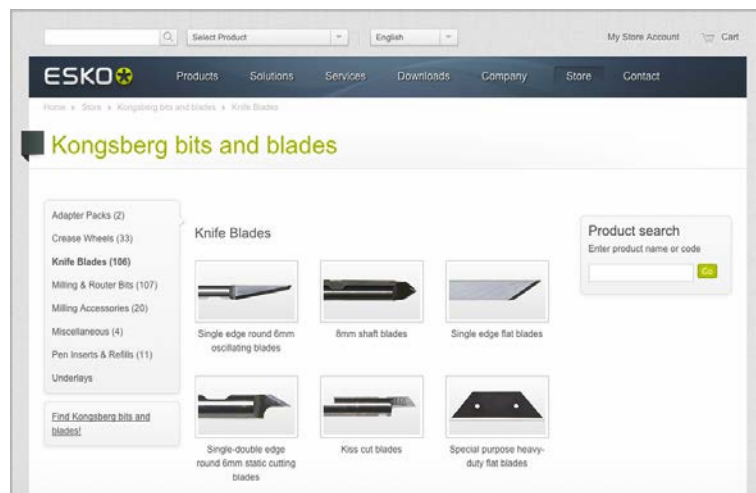 Select Product
English
My Store Account
Cart
ESKO
Products
Solutions
Services
Downloads
Company
Store
Contact
Home › Store › Kongsberg bits and blades › Knife Blades
Kongsberg bits and blades
Adapter Packs (2)
Crease Wheels (33)
Knife Blades (106)
Milling & Router Bits (107)
Milling Accessories (20)
Miscellaneous (4)
Pen Inserts & Refills (11)
Underlays
Find Kongsberg bits and
blades!
Knife Blades
Single edge round 6mm
oscillating blades
8mm shaft blades
Single edge flat blades
Single-double edge
round 6mm static cutting
blades
Kiss cut blades
Special purpose heavy-
duty flat blades
Product search
Enter product name or code
Go